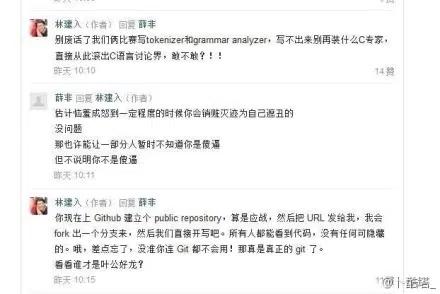 林建入（作者）回复 薛非
别废话了我们俩比赛写tokenizer和grammar analyzer，写不出来别再装什么C专家，
直接从此滚出C语言讨论界，敢不敢？！！
昨天 10:10
14 赞
薛非 回复 林建入（作者）
估计恼羞成怒到一定程度的时候你会销赃灭迹为自己遮丑的
没问题
那也许能让一部分人暂时不知道你是傻逼
但不说明你不是傻逼
昨天 10:11
林建入（作者）回复 薛非
你现在上 Github 建立个 public repository，算是应战，然后把 URL 发给我，我会
fork 出一个分支来，然后我们直接开写吧。所有人都能看到代码，没有任何可隐藏
的。哦，差点忘了，没准你连 Git 都不会用！那真是真正的 git 了。
看看谁才是叶公好龙？
昨天 10:15